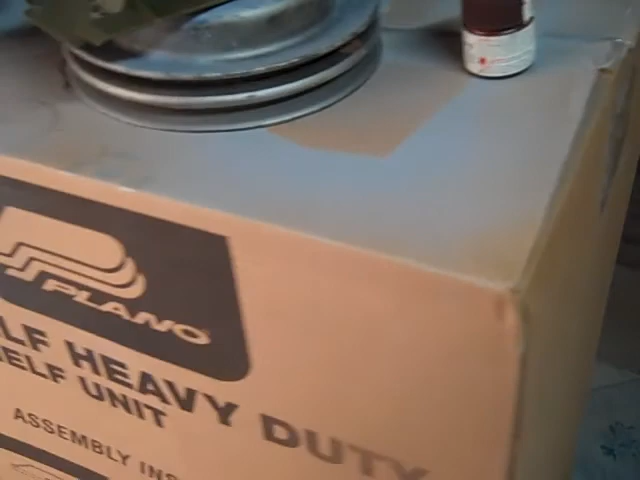 PLANO
LF HEAVY DUTY
ELF UNIT
ASSEMBLY INS